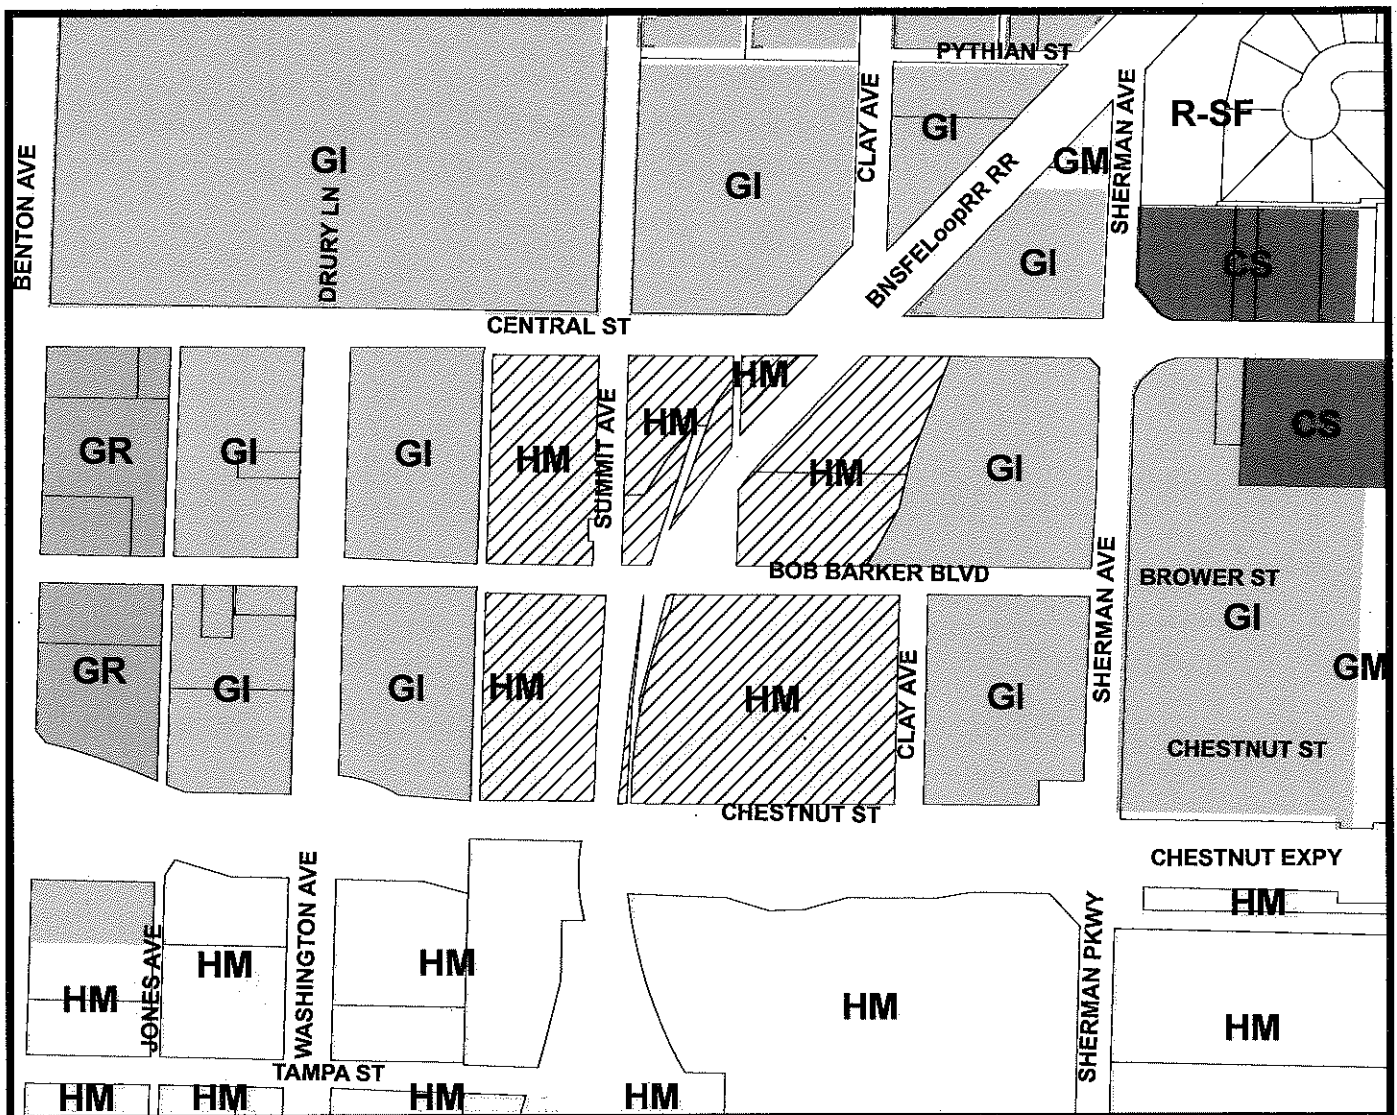 PYTHIAN ST
CLAY AVE
SHERMAN AVE
R-SF
GI
GM
BENTON AVE
GI
DRURY LN
GI
BNSFELoopRR RR
GI
CS
CENTRAL ST
HM
SUMMIT AVE
HM
CS
GR
GI
GI
HM
HM
GI
SHERMAN AVE
BOB BARKER BLVD
BROWER ST
GI
GR
GI
GI
HM
HM
CLAY AVE
GI
GM
CHESTNUT ST
CHESTNUT ST
CHESTNUT EXPY
HM
JONES AVE
HM
WASHINGTON AVE
HM
HM
HM
SHERMAN PKWY
HM
TAMPA ST
HM
HM
HM
HM